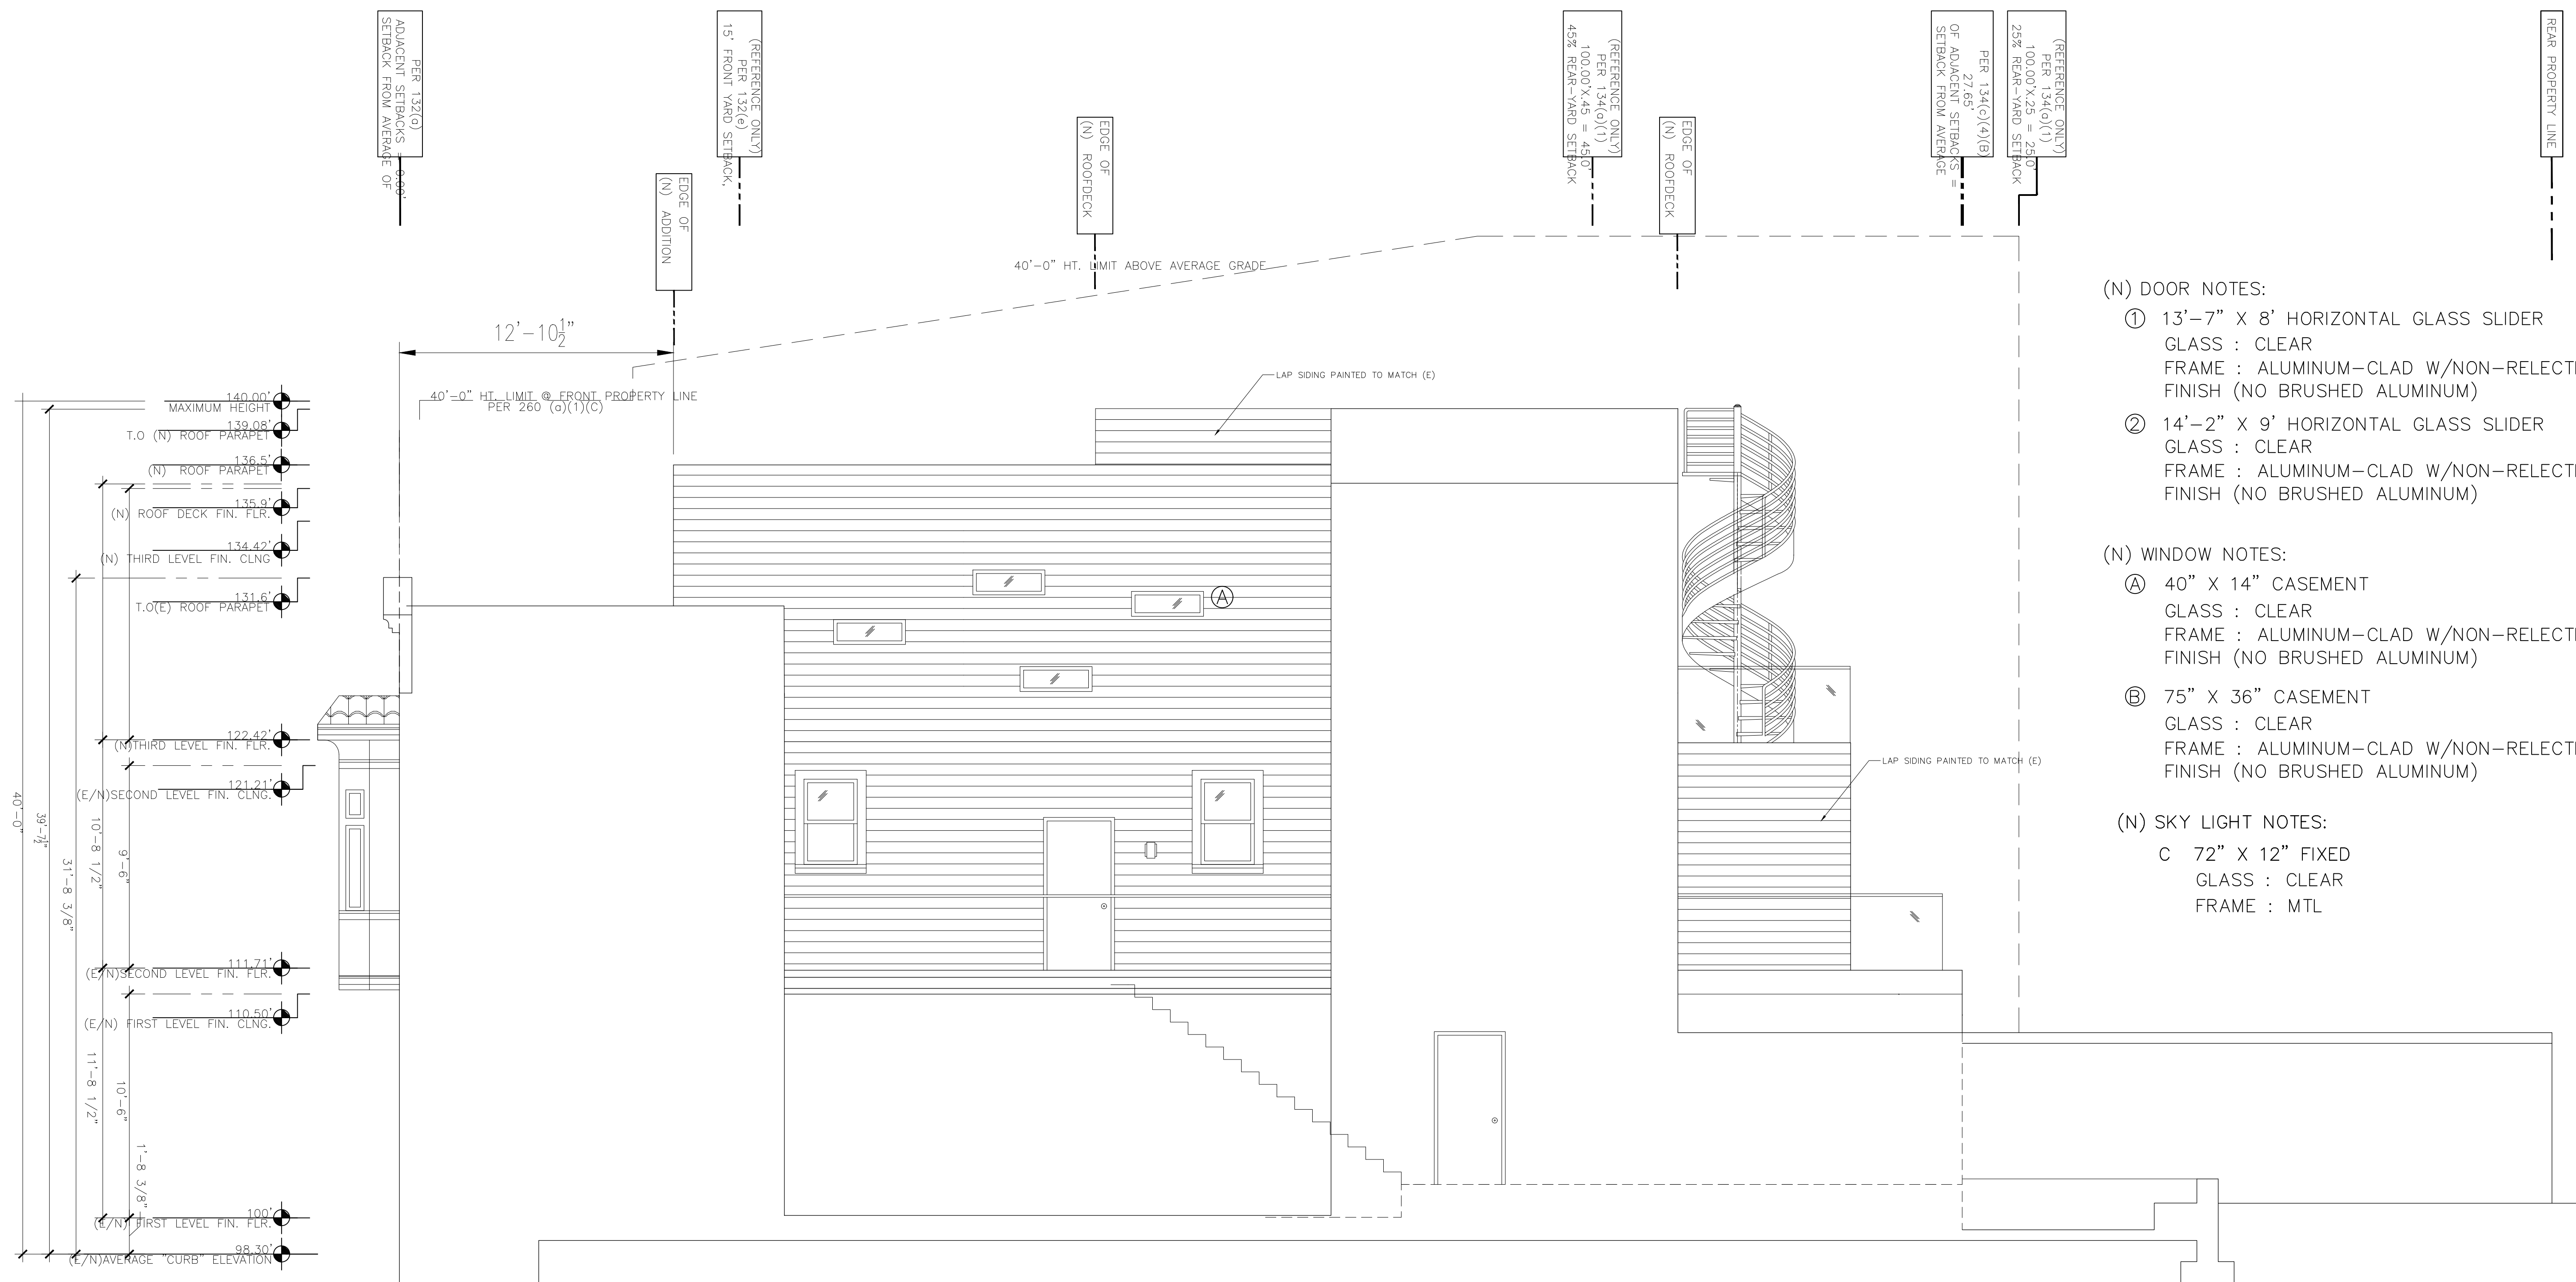 PER 132(a)
ADJACENT SETBACKS = 0.00'
SETBACK FROM AVERAGE OF
(REFERENCE ONLY)
PER 132(e)
15' FRONT YARD SETBACK,
EDGE OF
(N) ADDITION
EDGE OF
(N) ROOFDECK
(REFERENCE ONLY)
PER 134(a)(1)
100.00'X.45 = 45.0'
45% REAR-YARD SETBACK
EDGE OF
(N) ROOFDECK
PER 134(c)(4)(B)
27.65'
OF ADJACENT SETBACKS =
SETBACK FROM AVERAGE
(REFERENCE ONLY)
PER 134(a)(1)
100.00'X.25 = 25.0'
25% REAR-YARD SETBACK
REAR PROPERTY LINE
40'-0" HT. LIMIT ABOVE AVERAGE GRADE
12'-10 1/2"
40'-0" HT. LIMIT @ FRONT PROPERTY LINE
PER 260 (a)(1)(C)
LAP SIDING PAINTED TO MATCH (E)
140.00'
MAXIMUM HEIGHT
139.08'
T.O (N) ROOF PARAPET
136.5'
(N) ROOF PARAPET
135.9'
(N) ROOF DECK FIN. FLR.
134.42'
(N) THIRD LEVEL FIN. CLNG
131.6'
T.O(E) ROOF PARAPET
122.42'
(N)THIRD LEVEL FIN. FLR.
121.21'
(E/N)SECOND LEVEL FIN. CLNG.
111.71'
(E/N)SECOND LEVEL FIN. FLR.
110.50'
(E/N) FIRST LEVEL FIN. CLNG.
100'
(E/N) FIRST LEVEL FIN. FLR.
98.30'
(E/N)AVERAGE "CURB" ELEVATION
40'-0"
39'-7 1/2"
31'-8 3/8"
10'-8 1/2"
9'-6"
11'-8 1/2"
10'-6"
1'-8 3/8"
A
LAP SIDING PAINTED TO MATCH (E)
(N) DOOR NOTES:
1 13'-7" X 8' HORIZONTAL GLASS SLIDER
GLASS : CLEAR
FRAME : ALUMINUM-CLAD W/NON-RELECT
FINISH (NO BRUSHED ALUMINUM)
2 14'-2" X 9' HORIZONTAL GLASS SLIDER
GLASS : CLEAR
FRAME : ALUMINUM-CLAD W/NON-RELECT
FINISH (NO BRUSHED ALUMINUM)
(N) WINDOW NOTES:
A 40" X 14" CASEMENT
GLASS : CLEAR
FRAME : ALUMINUM-CLAD W/NON-RELECT
FINISH (NO BRUSHED ALUMINUM)
B 75" X 36" CASEMENT
GLASS : CLEAR
FRAME : ALUMINUM-CLAD W/NON-RELECT
FINISH (NO BRUSHED ALUMINUM)
(N) SKY LIGHT NOTES:
C 72" X 12" FIXED
GLASS : CLEAR
FRAME : MTL